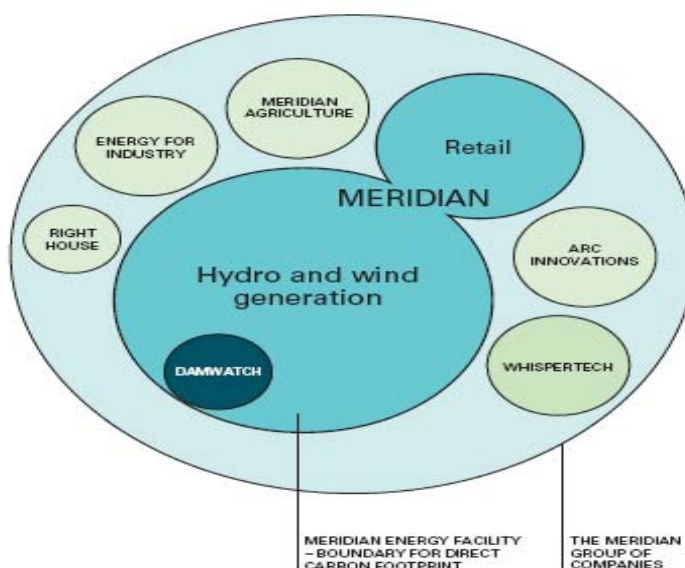 MERIDIAN
AGRICULTURE
ENERGY FOR
INDUSTRY
Retail
MERIDIAN
RIGHT
HOUSE
ARC
INNOVATIONS
Hydro and wind
generation
DAMWATCH
WHISPERTECH
MERIDIAN ENERGY FACILITY
– BOUNDARY FOR DIRECT
CARBON FOOTPRINT
THE MERIDIAN
GROUP OF
COMPANIES